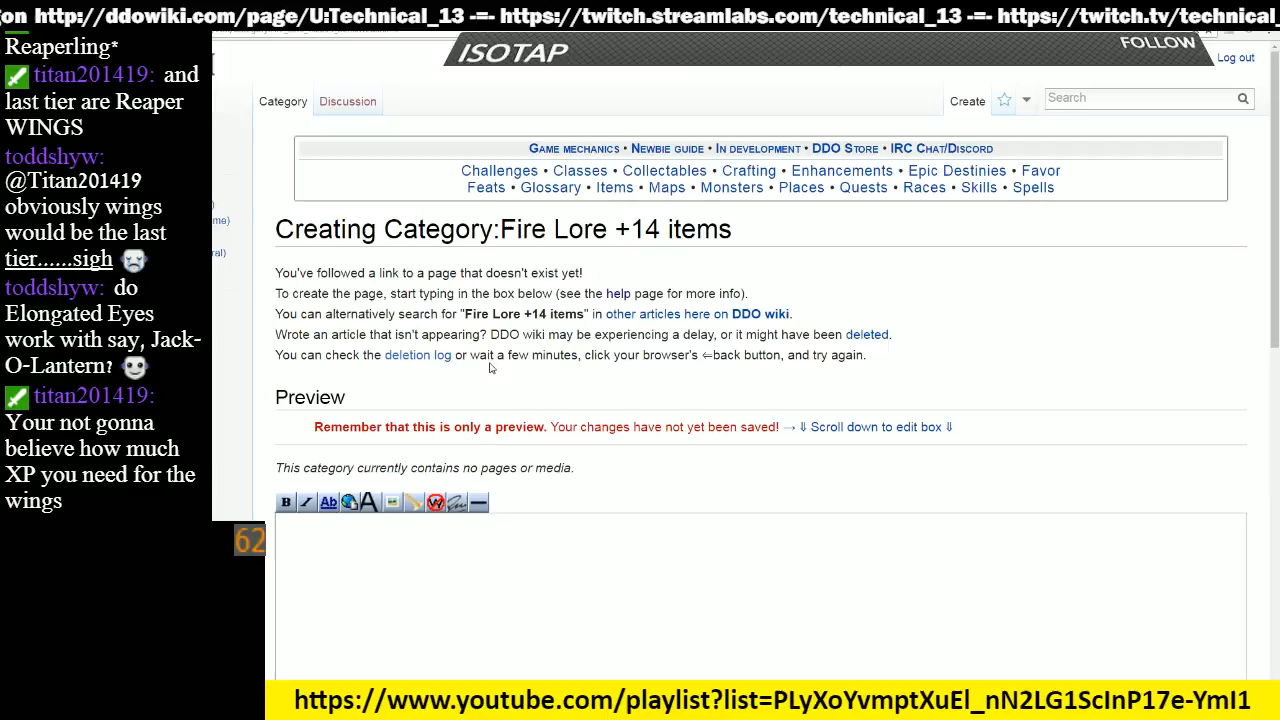 on http://ddowiki.com/page/U:Technical_13 -=- https://twitch.streamlabs.com/technical_13 -=- https://twitch.tv/technical_
Reaperling*
titan201419: and
last tier are Reaper
WINGS
toddshyw:
@Titan201419
obviously wings
would be the last
tier......sigh
toddshyw: do
Elongated Eyes
work with say, Jack-
O-Lantern?
titan201419:
Your not gonna
believe how much
XP you need for the
wings
62
ISOTAP
FOLLOW
Log out
Category
Discussion
Create
Search
Game mechanics • Newbie guide • In development • DDO Store • IRC Chat/Discord
Challenges • Classes • Collectables • Crafting • Enhancements • Epic Destinies • Favor
Feats • Glossary • Items • Maps • Monsters • Places • Quests • Races • Skills • Spells
me)
ral)
Creating Category:Fire Lore +14 items
You've followed a link to a page that doesn't exist yet!
To create the page, start typing in the box below (see the help page for more info).
You can alternatively search for "Fire Lore +14 items" in other articles here on DDO wiki.
Wrote an article that isn't appearing? DDO wiki may be experiencing a delay, or it might have been deleted.
You can check the deletion log or wait a few minutes, click your browser's ⇐back button, and try again.
Preview
Remember that this is only a preview. Your changes have not yet been saved! → ⇓ Scroll down to edit box ⇓
This category currently contains no pages or media.
B I Ab A W
https://www.youtube.com/playlist?list=PLyXoYvmptXuEl_nN2LG1ScInP17e-YmI1